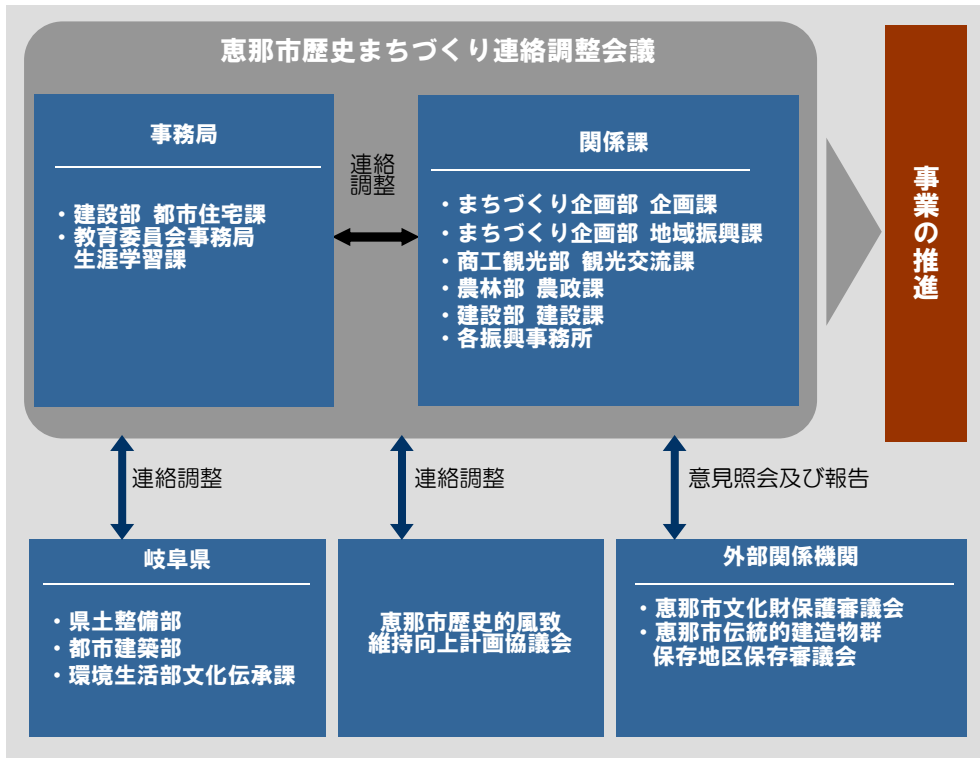 恵那市歴史まちづくり連絡調整会議
事務局
・建設部 都市住宅課
・教育委員会事務局
生涯学習課
連絡
調整
関係課
・まちづくり企画部 企画課
・まちづくり企画部 地域振興課
・商工観光部 観光交流課
・農林部 農政課
・建設部 建設課
・各振興事務所
事業の推進
連絡調整
連絡調整
意見照会及び報告
岐阜県
・県土整備部
・都市建築部
・環境生活部文化伝承課
恵那市歴史的風致
維持向上計画協議会
外部関係機関
・恵那市文化財保護審議会
・恵那市伝統的建造物群
保存地区保存審議会